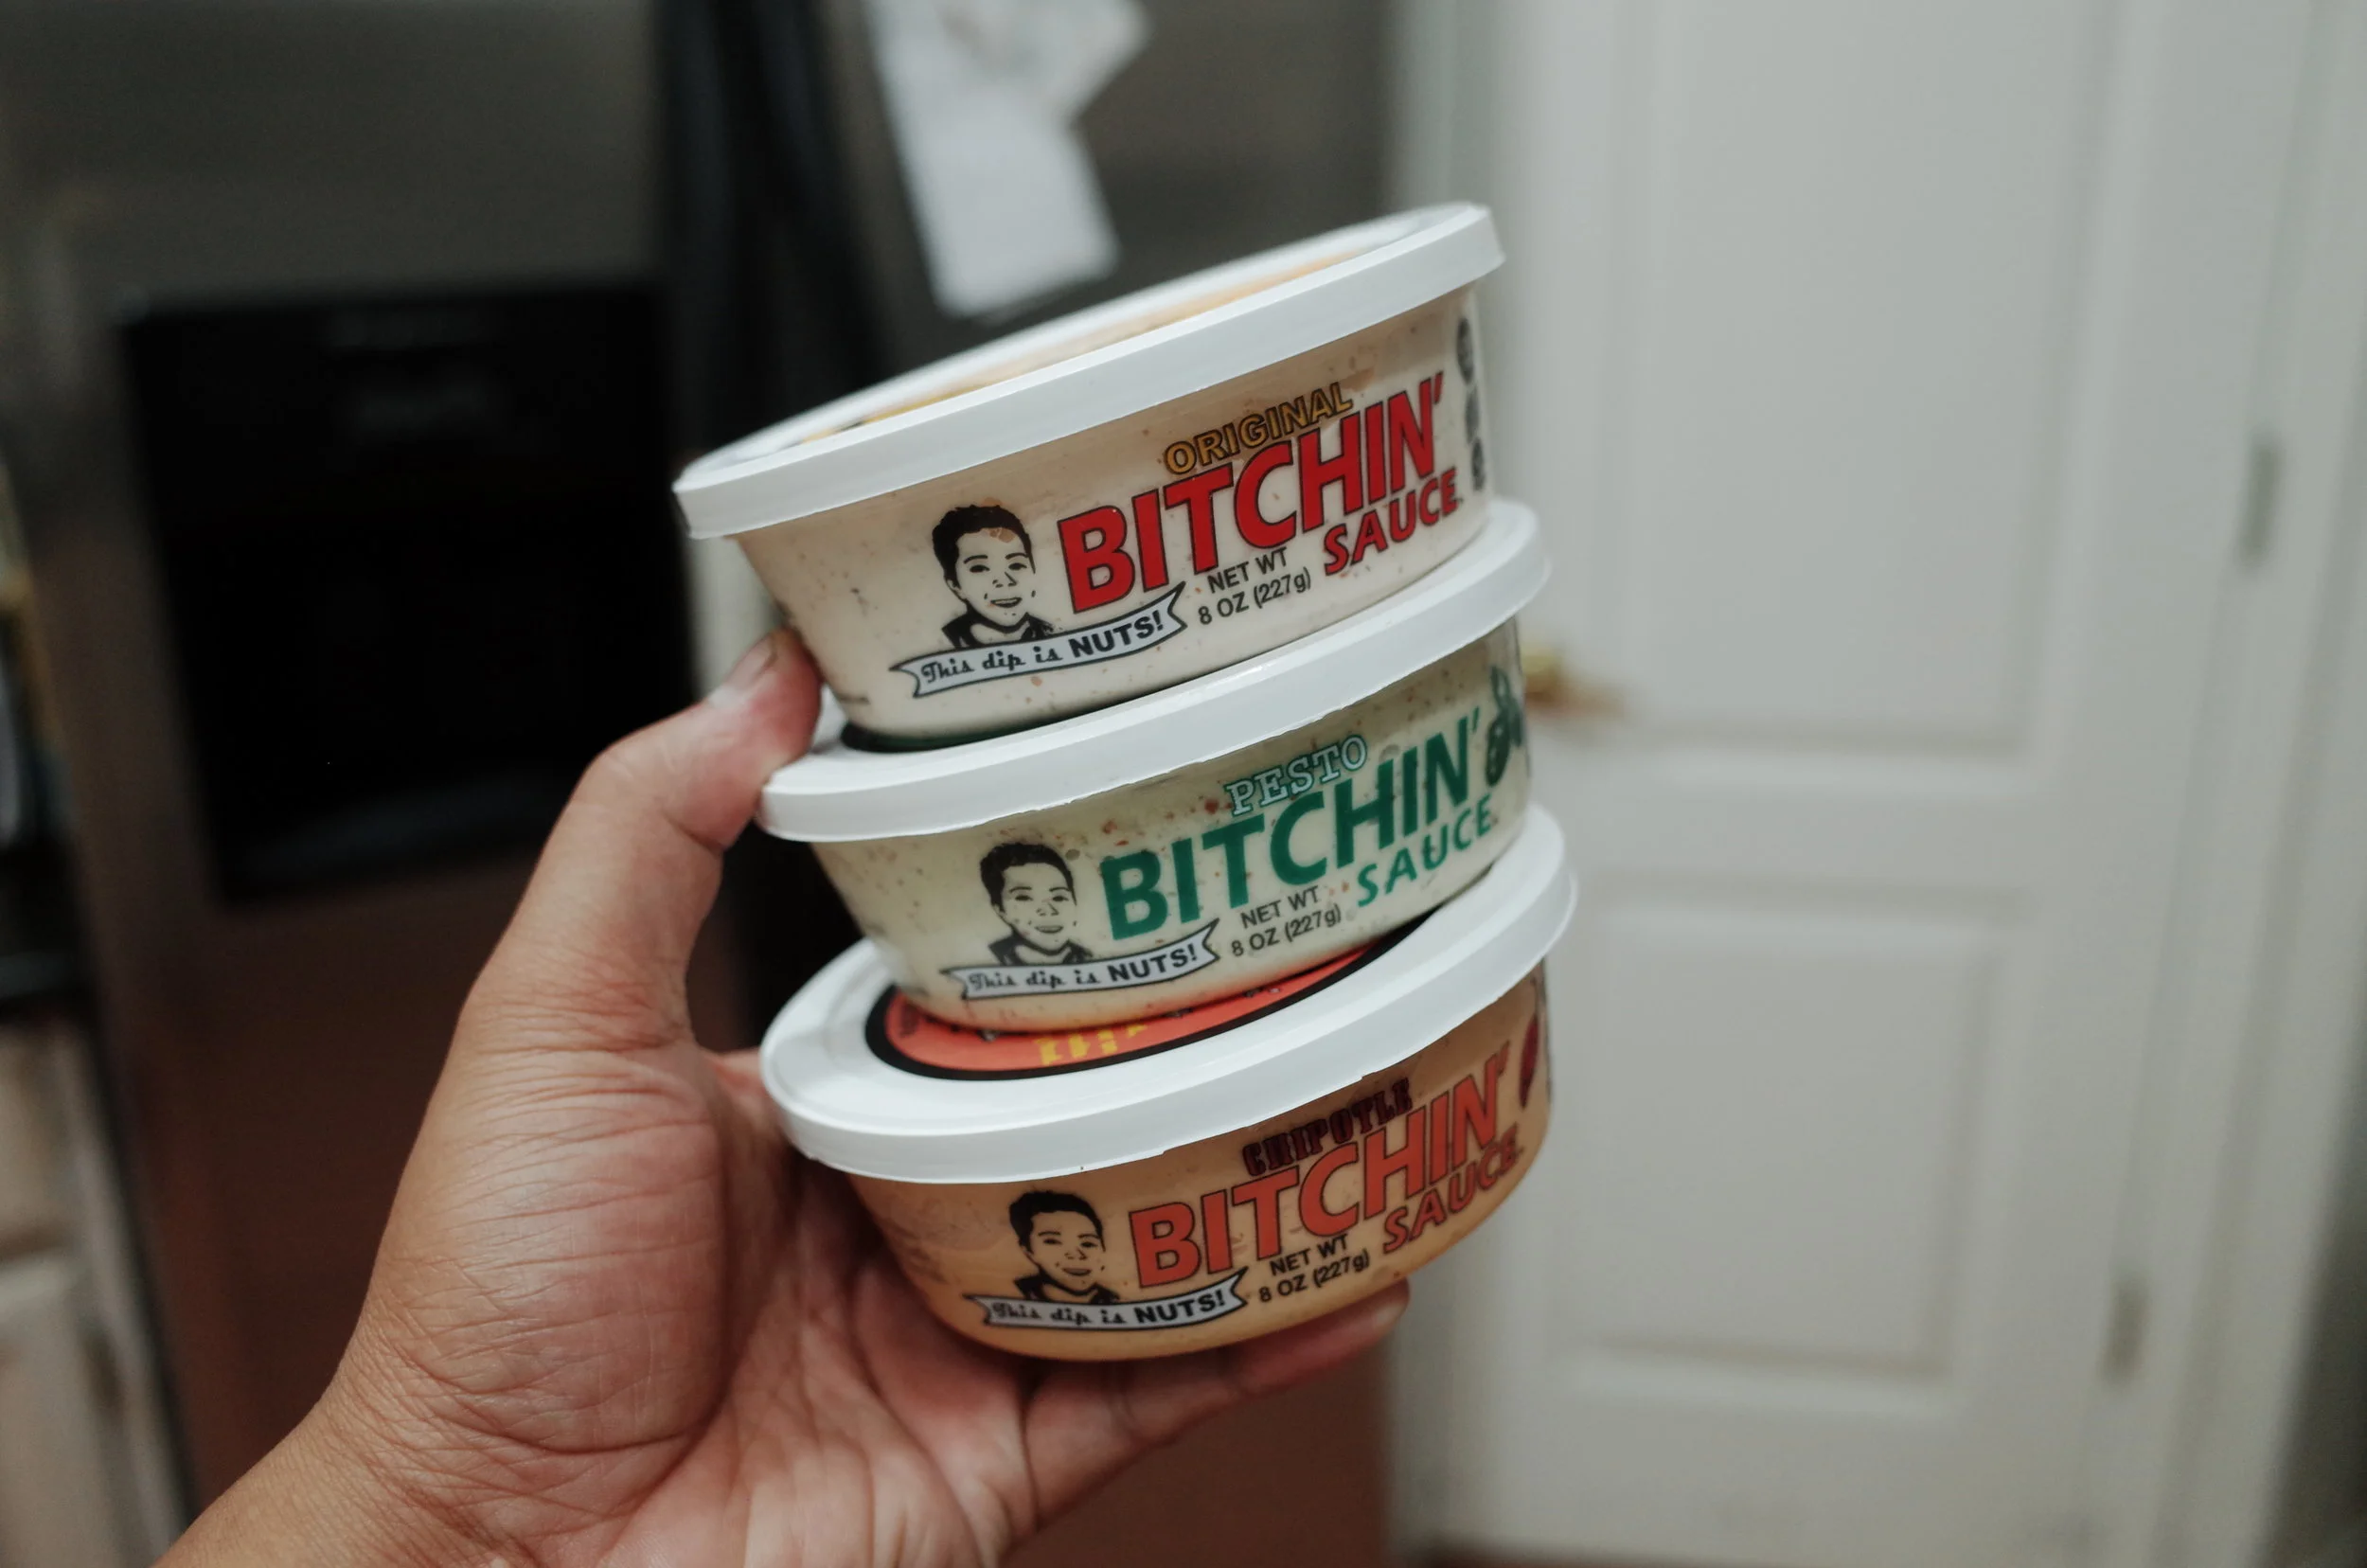 ORIGINAL
BITCHIN'
SAUCE
NET WT
8 OZ (227g)
This dip is NUTS!
PESTO
BITCHIN'
SAUCE
NET WT
8 OZ (227g)
This dip is NUTS!
CHIPOTLE
BITCHIN'
SAUCE
NET WT
8 OZ (227g)
This dip is NUTS!